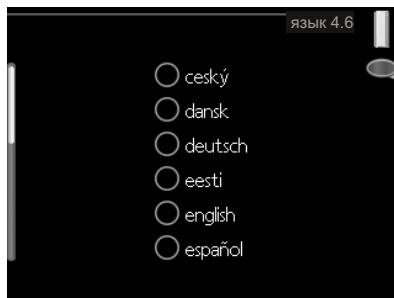 язык 4.6
ceský
dansk
deutsch
eesti
english
español